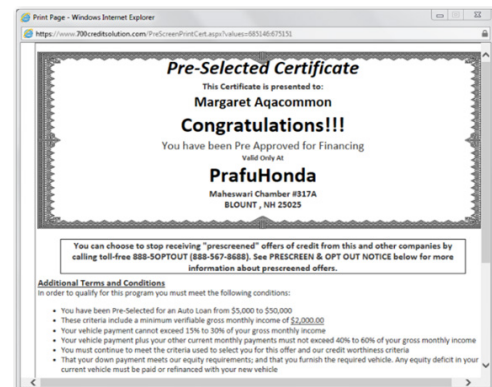 Print Page - Windows Internet Explorer
https://www.700creditsolution.com/PreScreenPrintCert.aspx?values=685148:675151
Pre-Selected Certificate
This Certificate is presented to:
Margaret Aqacommon
Congratulations!!!
You have been Pre Approved for Financing
Valid Only At
PrafuHonda
Maheswari Chamber #317A
BLOUNT , NH 25025
You can choose to stop receiving "prescreened" offers of credit from this and other companies by
calling toll-free 888-5OPTOUT (888-567-8688). See PRESCREEN & OPT OUT NOTICE below for more
information about prescreened offers.
Additional Terms and Conditions
In order to qualify for this program you must meet the following conditions:
• You have been Pre-Selected for an Auto Loan from $5,000 to $50,000
• These criteria include a minimum verifiable gross monthly income of $2,000.00
• Your vehicle payment cannot exceed 15% to 30% of your gross monthly income
• Your vehicle payment plus your other current monthly payments must not exceed 40% to 60% of your gross monthly income
• You must continue to meet the criteria used to select you for this offer and our credit worthiness criteria
• That your down payment meets our equity requirements; and that you furnish the required vehicle. Any equity deficit in your
current vehicle must be paid or refinanced with your new vehicle